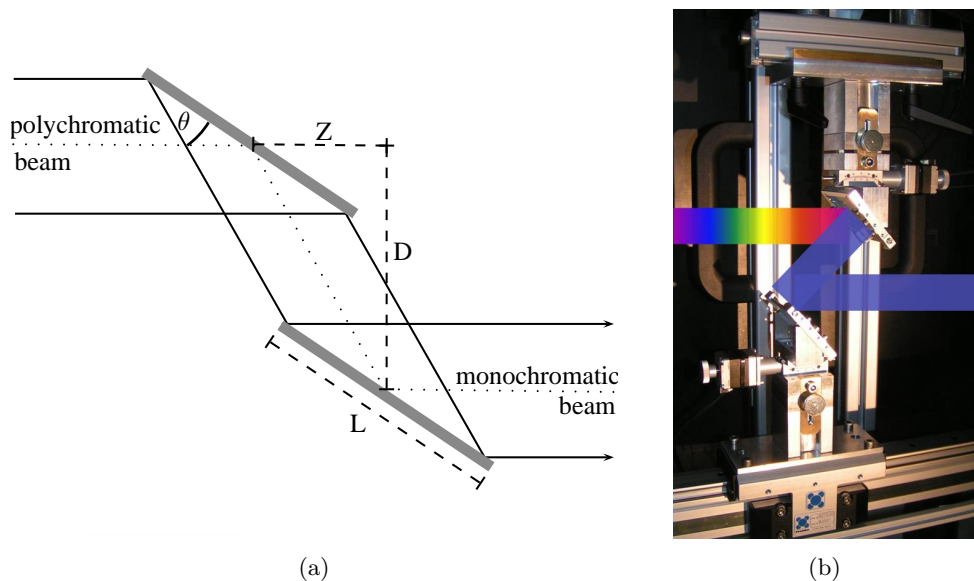 polychromatic
beam
θ
Z
D
L
monochromatic
beam
(a)
(b)